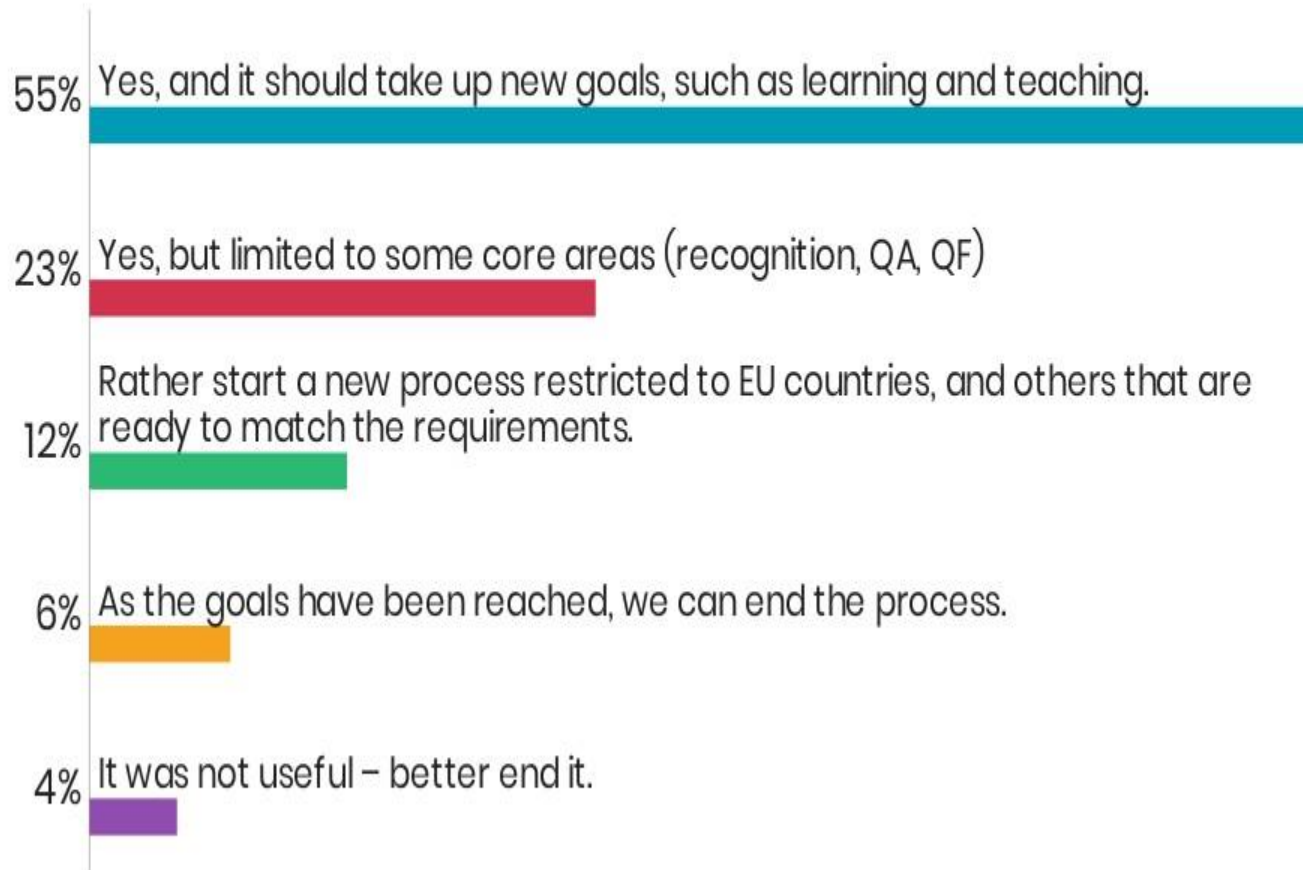 55% Yes, and it should take up new goals, such as learning and teaching.
23% Yes, but limited to some core areas (recognition, QA, QF)
Rather start a new process restricted to EU countries, and others that are
12% ready to match the requirements.
6% As the goals have been reached, we can end the process.
4% It was not useful – better end it.